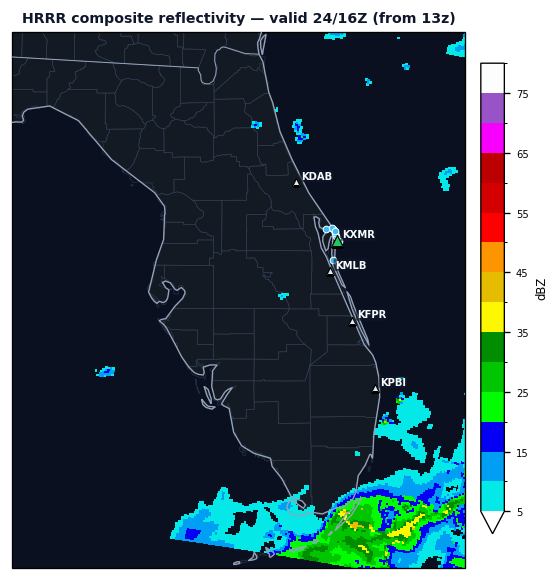 HRRR composite reflectivity — valid 24/16Z (from 13z)
KDAB
KXMR
KMLB
KFPR
KPBI
75
65
55
45
35
25
15
5
dBZ